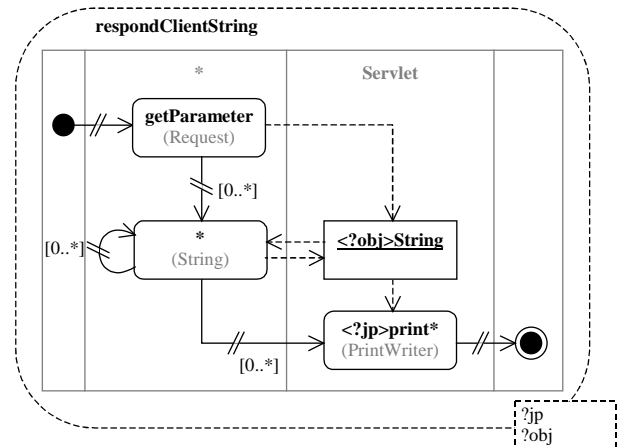 respondClientString
*
Servlet
getParameter
(Request)
[0..*]
[0..*]
*
(String)
<?obj>String
<?jp>print*
(PrintWriter)
[0..*]
?jp
?obj